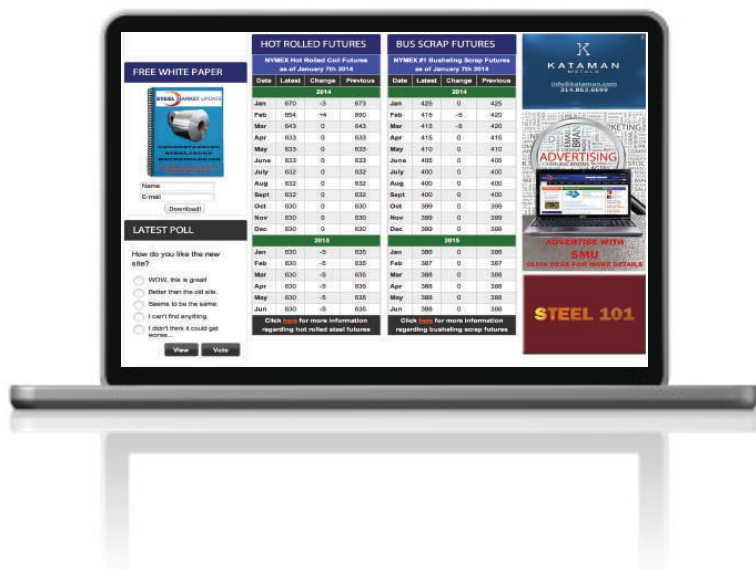 FREE WHITE PAPER
STEEL MARKET UPDATE
Name
E-mail
Download!
LATEST POLL
How do you like the new
site?
WOW, this is great!
Better than the old site.
Seems to be the same.
I can't find anything.
I didn't think it could get
worse...
View Vote
HOT ROLLED FUTURES
NYMEX Hot Rolled Coil Futures
as of January 7th 2014
Date Latest Change Previous
2014
Jan 670 -3 673
Feb 654 +4 650
Mar 643 0 643
Apr 633 0 633
May 633 0 633
June 633 0 633
July 632 0 632
Aug 632 0 632
Sept 632 0 632
Oct 630 0 630
Nov 630 0 630
Dec 630 0 630
2015
Jan 630 -5 635
Feb 630 -5 635
Mar 630 -5 635
Apr 630 -5 635
May 630 -5 635
Jun 630 -5 635
Click here for more information
regarding hot rolled steel futures
BUS SCRAP FUTURES
NYMEX #1 Busheling Scrap Futures
as of January 7th 2014
Date Latest Change Previous
2014
Jan 425 0 425
Feb 415 -5 420
Mar 415 420
Apr 415 0 415
May 410 0 410
June 405 0 405
July 400 0 400
Aug 400 0 400
Sept 400 0 400
Oct 399 0 399
Nov 399 0 399
Dec 399 0 399
2015
Jan 386 0 386
Feb 387 0 387
Mar 388 0 388
Apr 388 0 388
May 388 0 388
Jun 388 0 388
Click here for more information
regarding busheling scrap futures
K
KATAMAN
METALS
info@kataman.com
314.862.6699
ADVERTISING
ADVERTISE WITH
SMU
CLICK HERE FOR MORE DETAILS
STEEL 101